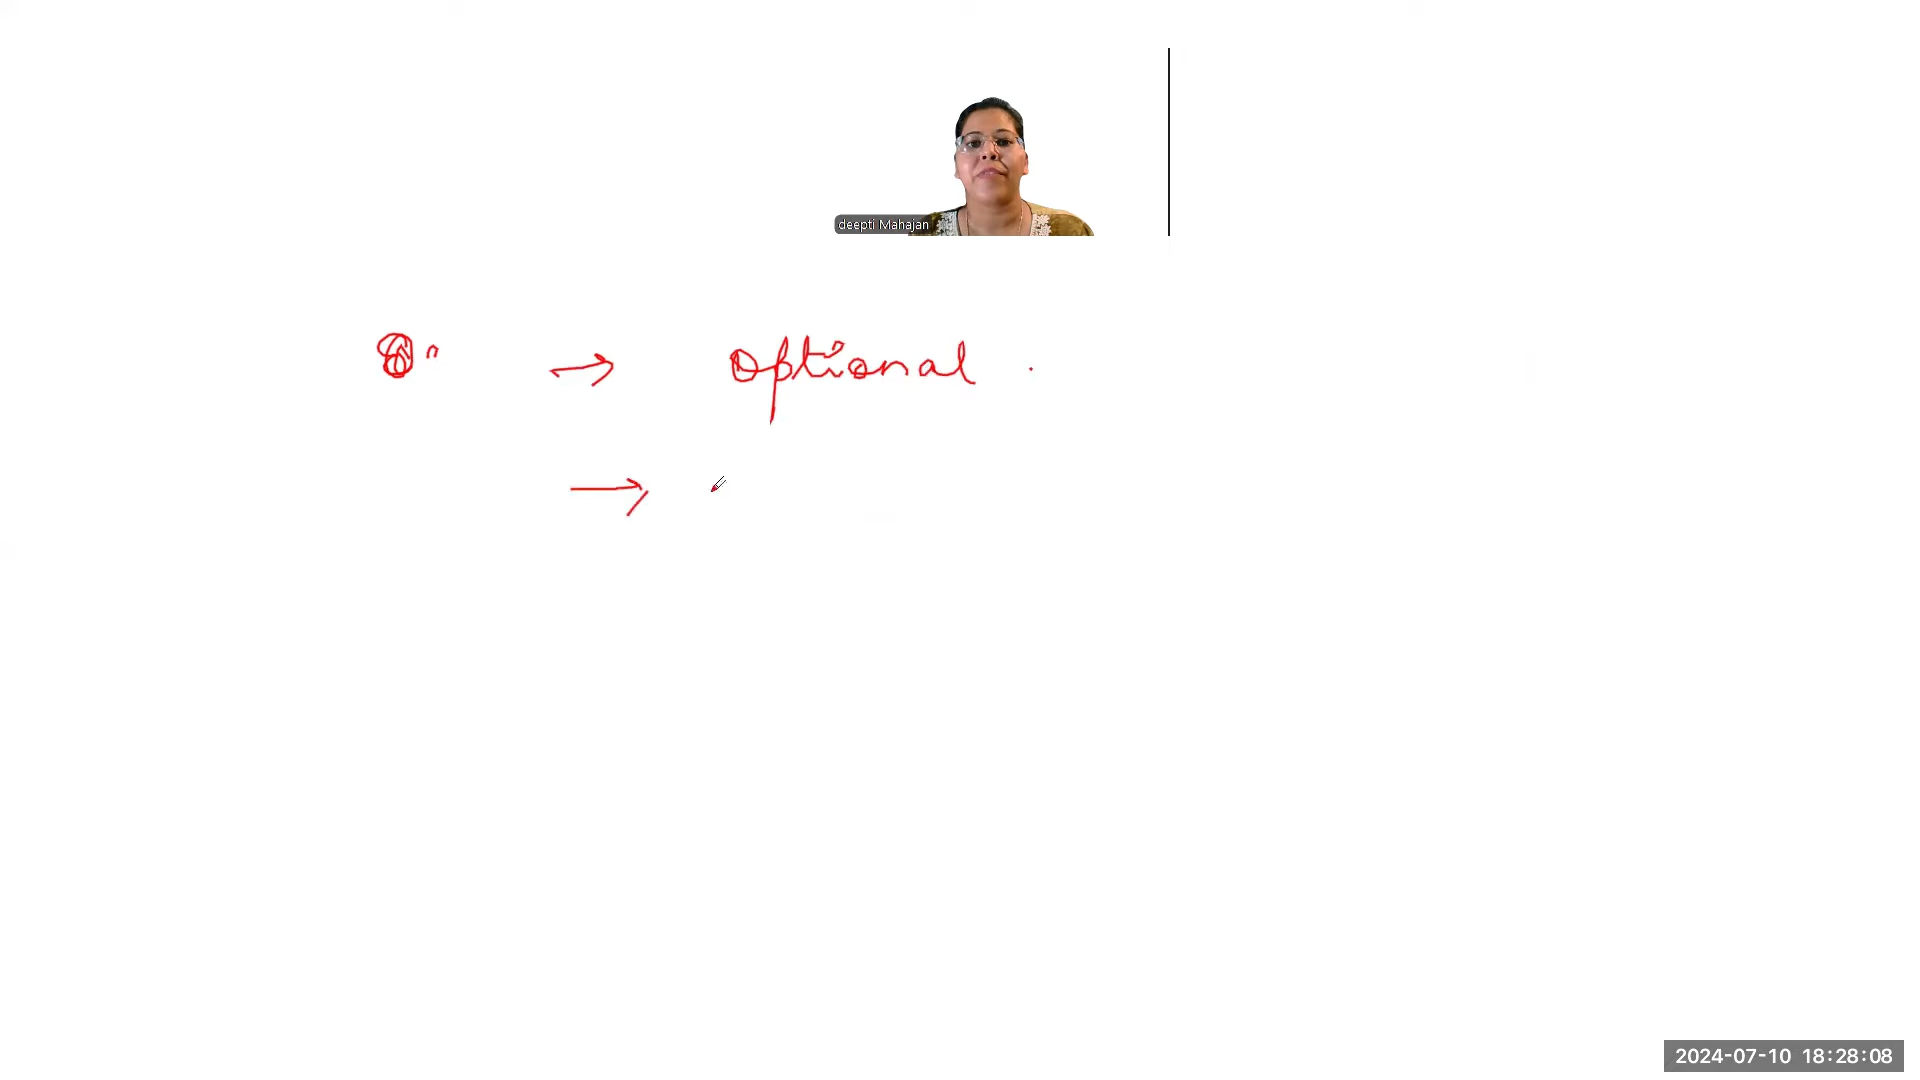 deepti Mahajan
→ optional .
→
2024-07-10 18:28:08